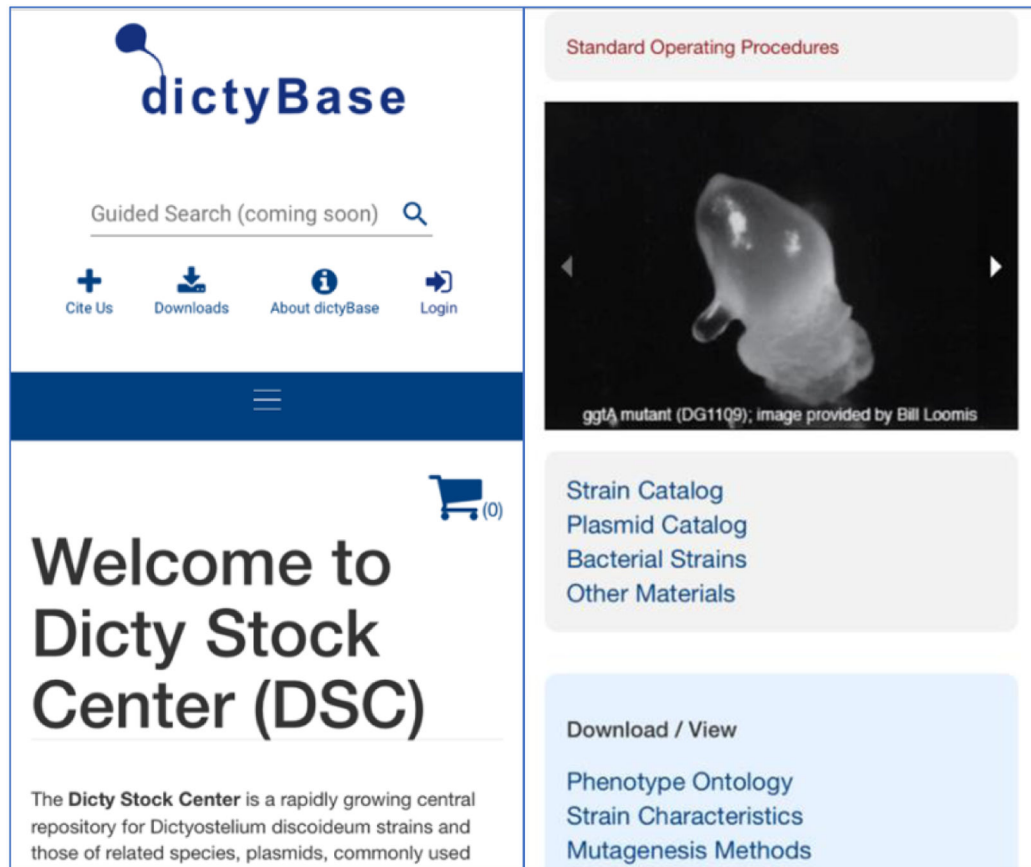 dictyBase
Guided Search (coming soon)
Cite Us
Downloads
About dictyBase
Login
(0)
Welcome to
Dicty Stock
Center (DSC)
The Dicty Stock Center is a rapidly growing central
repository for Dictyostelium discoideum strains and
those of related species, plasmids, commonly used
Standard Operating Procedures
ggtA mutant (DG1109); image provided by Bill Loomis
Strain Catalog
Plasmid Catalog
Bacterial Strains
Other Materials
Download / View
Phenotype Ontology
Strain Characteristics
Mutagenesis Methods